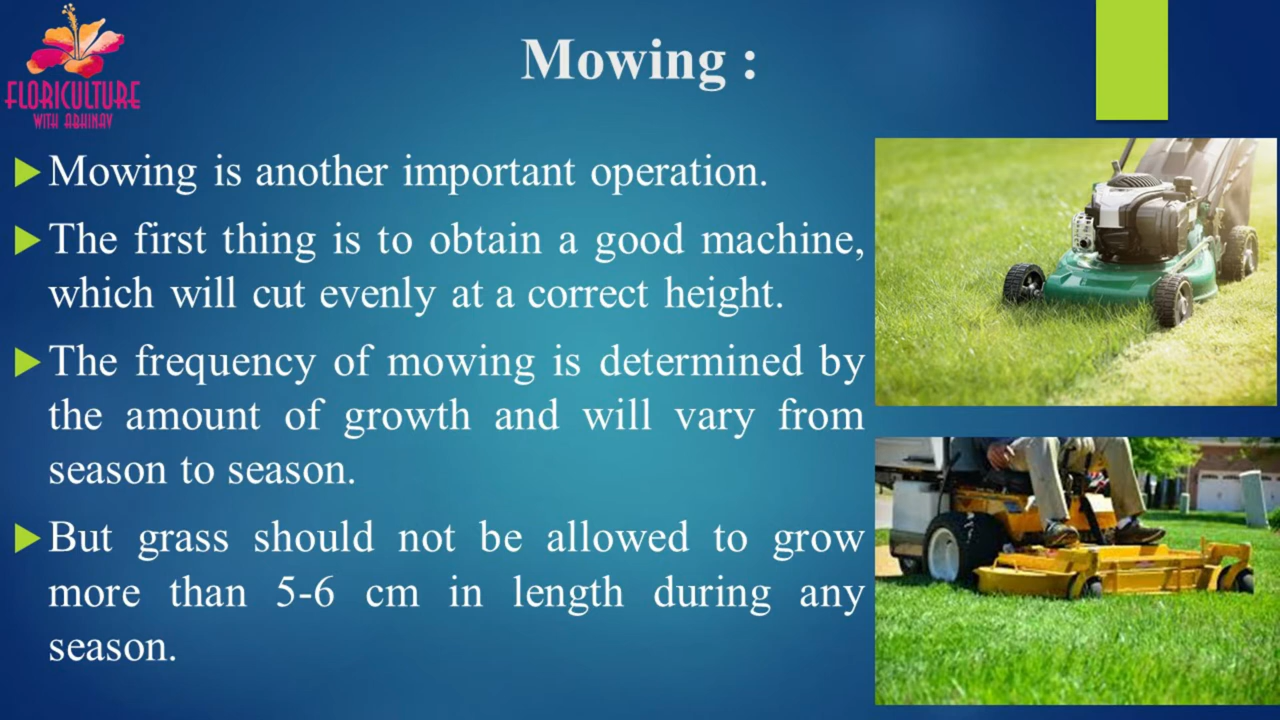 FLORICULTURE
WITH ABHINAV
Mowing :
Mowing is another important operation.
The first thing is to obtain a good machine,
which will cut evenly at a correct height.
The frequency of mowing is determined by
the amount of growth and will vary from
season to season.
But grass should not be allowed to grow
more than 5-6 cm in length during any
season.